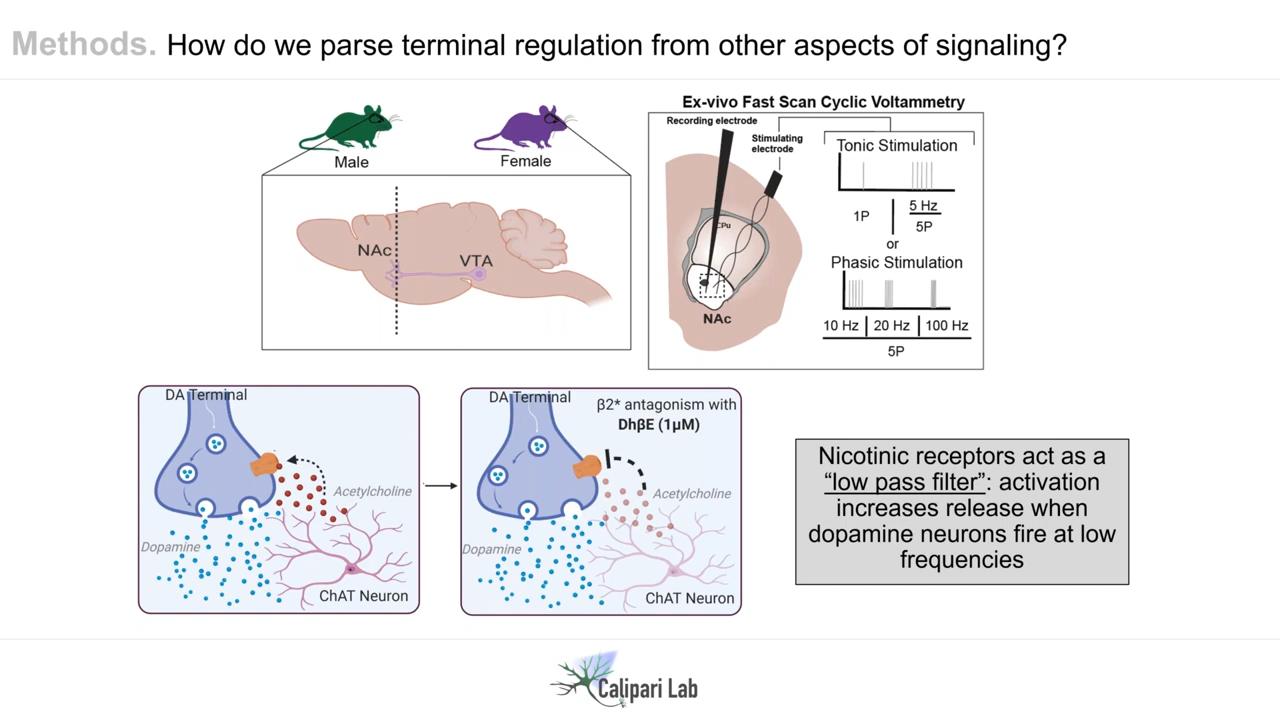 Methods. How do we parse terminal regulation from other aspects of signaling?
Male
Female
NAc
VTA
Ex-vivo Fast Scan Cyclic Voltammetry
Recording electrode
Stimulating
electrode
CPu
NAc
Tonic Stimulation
1P
5 Hz
5P
or
Phasic Stimulation
10 Hz 20 Hz 100 Hz
5P
DA Terminal
Acetylcholine
Dopamine
ChAT Neuron
DA Terminal
β2* antagonism with
DhβE (1µM)
Acetylcholine
Dopamine
ChAT Neuron
Nicotinic receptors act as a
“low pass filter”: activation
increases release when
dopamine neurons fire at low
frequencies
Calipari Lab